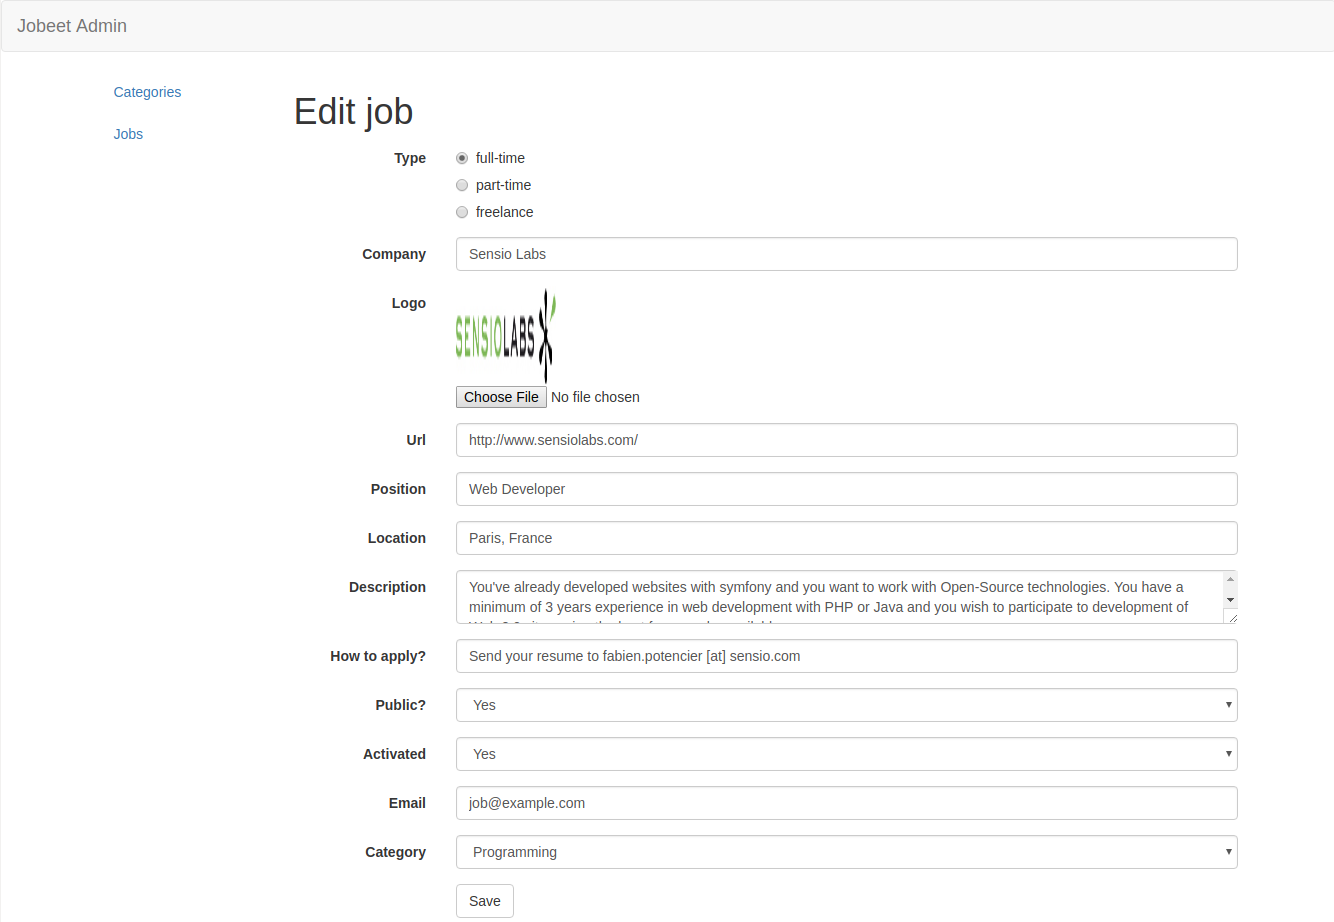 Jobeet Admin
Categories
Jobs
Edit job
Type
full-time
part-time
freelance
Company
Sensio Labs
Logo
SENSIOLABS
Choose File No file chosen
Url
http://www.sensiolabs.com/
Position
Web Developer
Location
Paris, France
Description
You've already developed websites with symfony and you want to work with Open-Source technologies. You have a
minimum of 3 years experience in web development with PHP or Java and you wish to participate to development of
How to apply?
Send your resume to fabien.potencier [at] sensio.com
Public?
Yes
Activated
Yes
Email
job@example.com
Category
Programming
Save